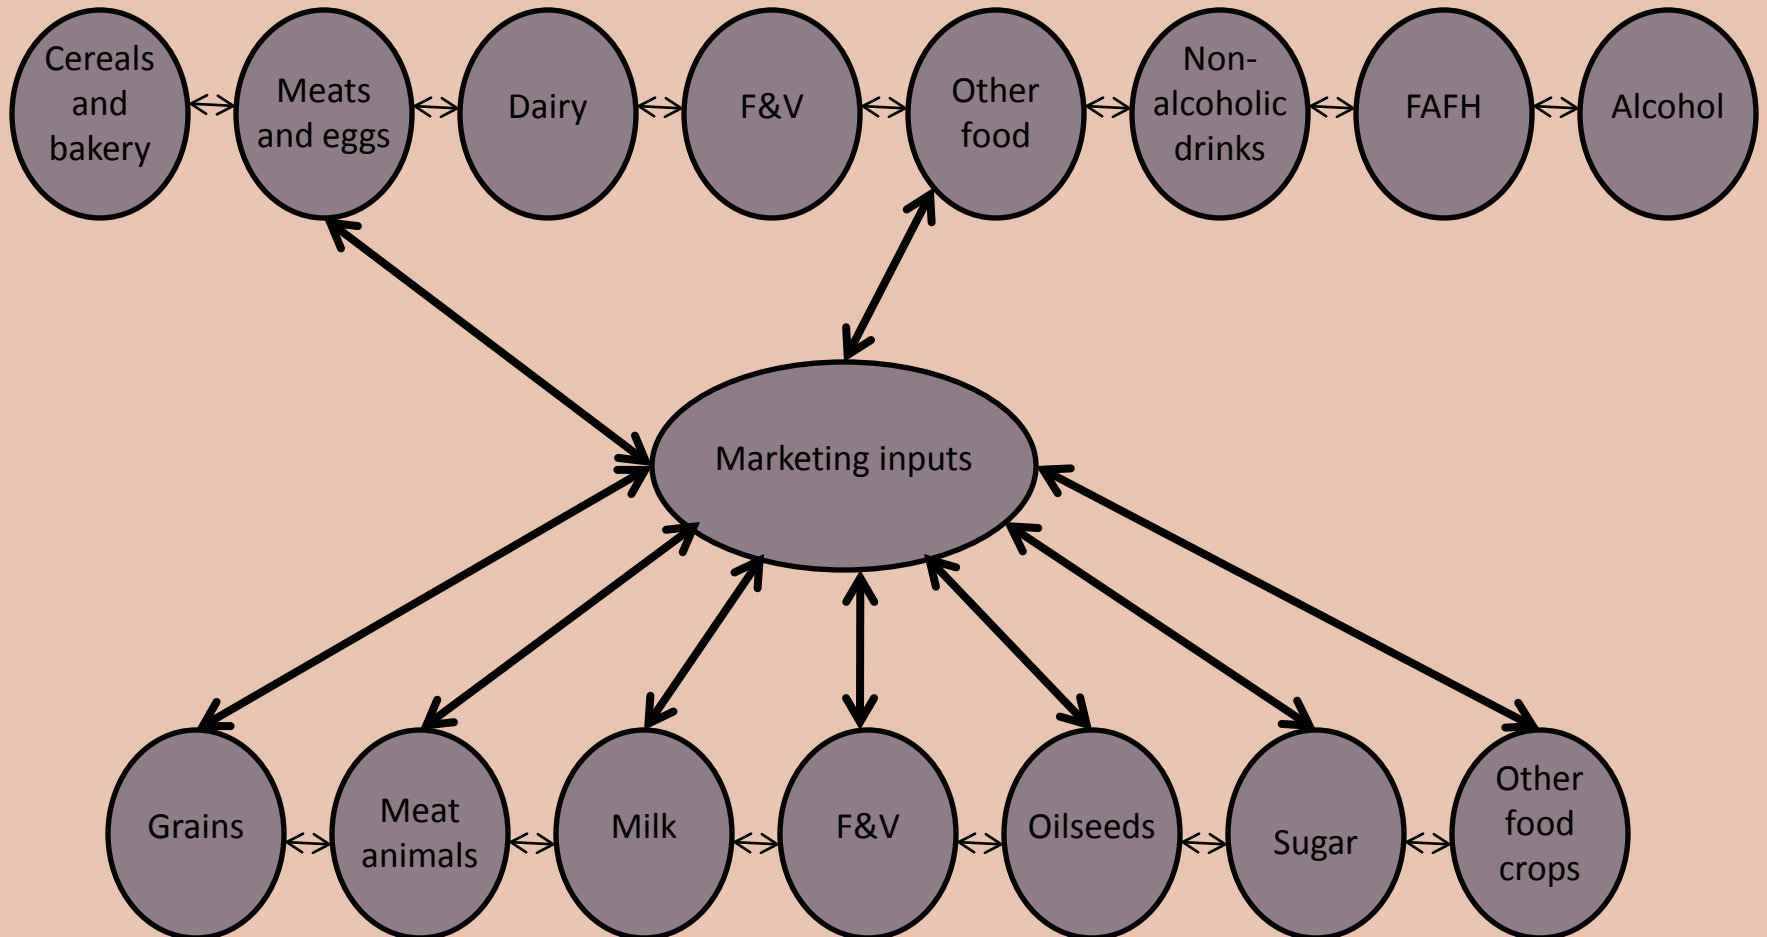 Cereals
and
bakery
Meats
and eggs
Dairy
F&V
Other
food
Non-
alcoholic
drinks
FAFH
Alcohol
Marketing inputs
Grains
Meat
animals
Milk
F&V
Oilseeds
Sugar
Other
food
crops